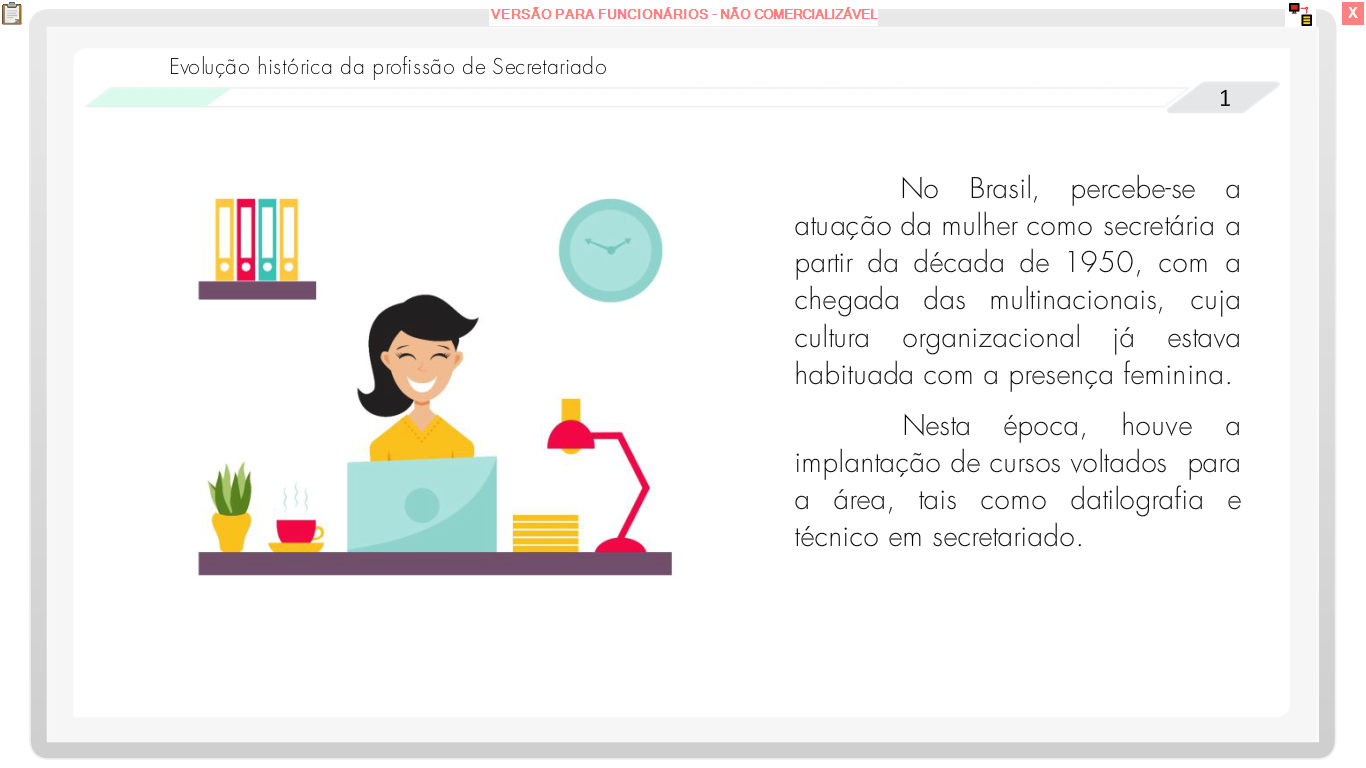 VERSÃO PARA FUNCIONÁRIOS - NÃO COMERCIALIZÁVEL
X
Evolução histórica da profissão de Secretariado
1
No Brasil, percebe-se a
atuação da mulher como secretária a
partir da década de 1950, com a
chegada das multinacionais, cuja
cultura organizacional já estava
habituada com a presença feminina.
Nesta época, houve a
implantação de cursos voltados para
a área, tais como datilografia e
técnico em secretariado.